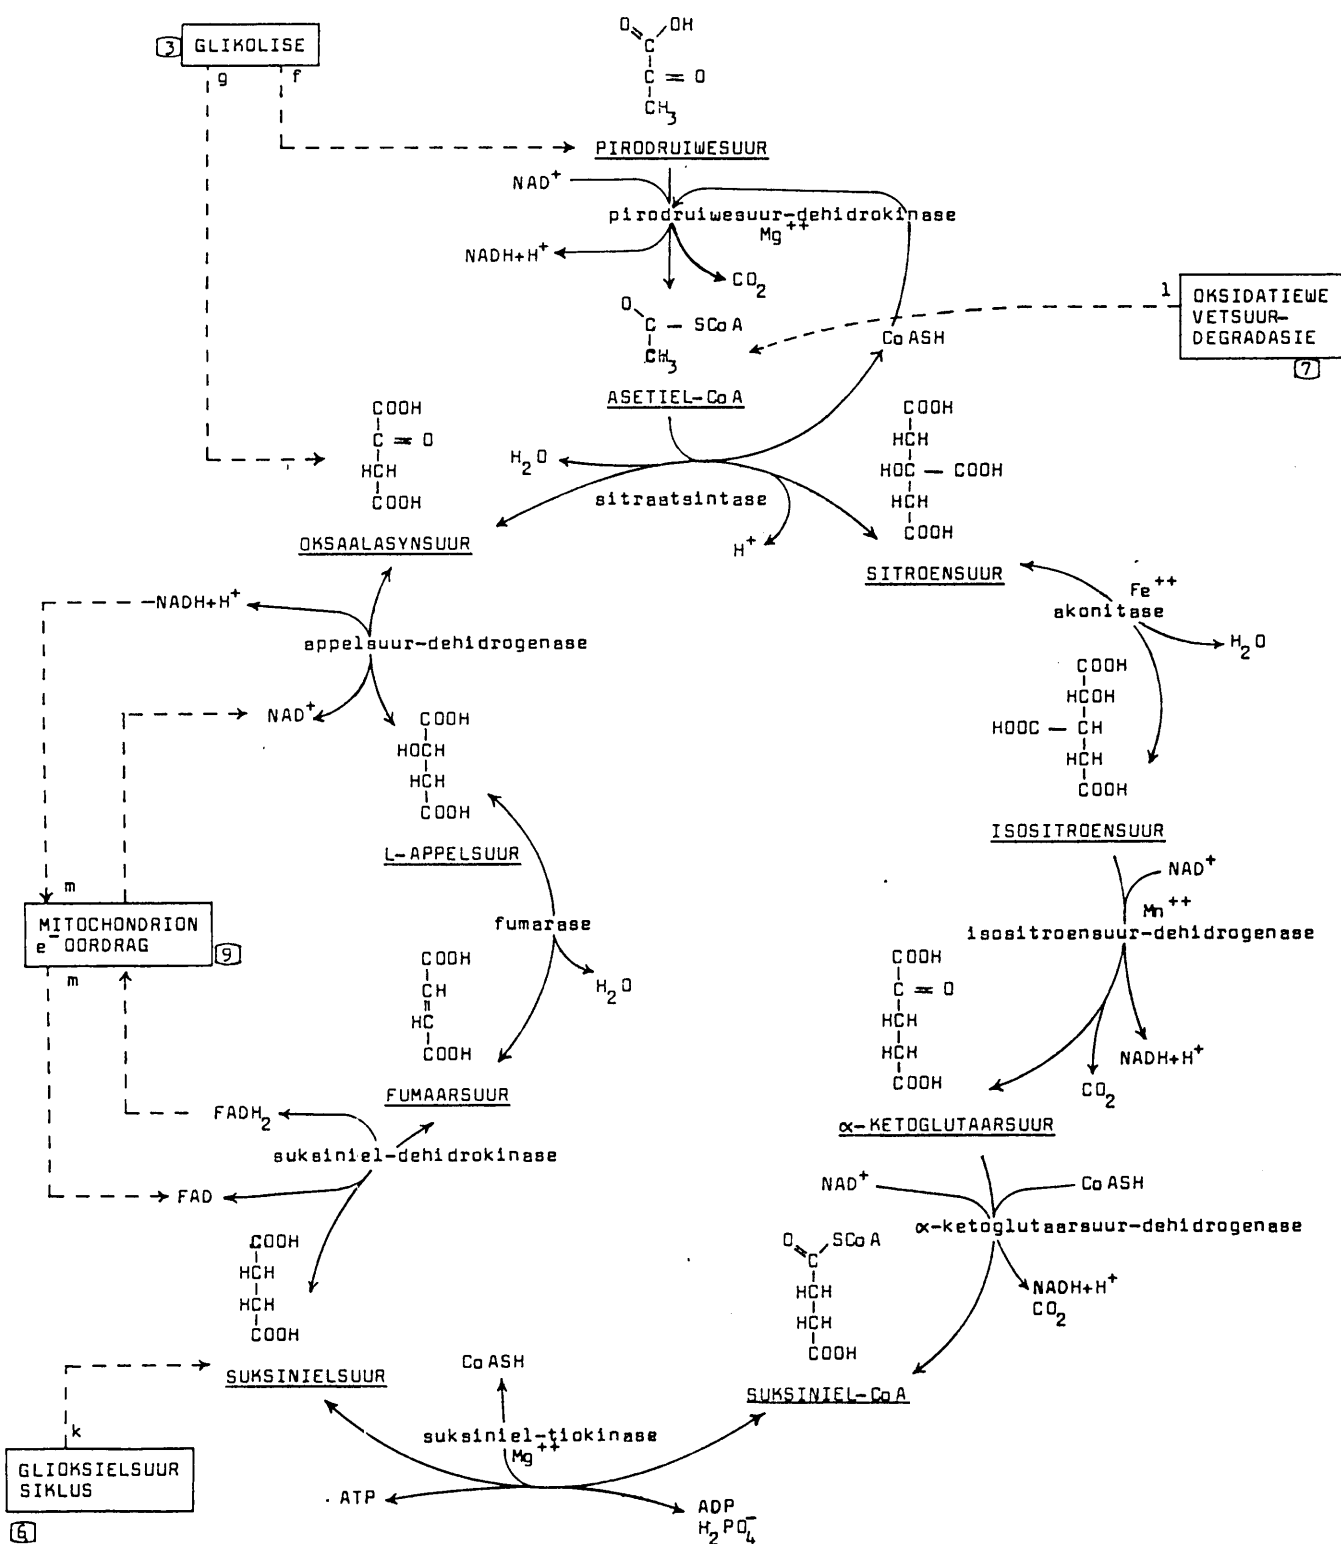 3 GLIKOLISE
g f
O OH
C
C = O
CH3
PIRODRUIWESUUR
NAD+
pirodruiwesuur-dehidrokinase
Mg++
NADH+H+
CO2
O
C — SCoA
CH3
CoASH
l OKSIDATIEWE
VETSUUR-
DEGRADASIE
7
ASETIEL-CoA
COOH
C = O
HCH
COOH
OKSAALASYNSUUR
H2O
sitraatsintase
H+
COOH
HCH
HOC — COOH
HCH
COOH
SITROENSUUR
Fe++
akonitase
H2O
NADH+H+
appelsuur-dehidrogenase
NAD+
COOH
HCOH
HOOC — CH
HCH
COOH
ISOSITROENSUUR
COOH
HOCH
HCH
COOH
L-APPELSUUR
NAD+
Mn++
isositroensuur-dehidrogenase
m
MITOCHONDRION
e- OORDRAG
9
m
fumarase
H2O
COOH
CH
HC
COOH
FUMAARSUUR
COOH
C = O
HCH
HCH
COOH
NADH+H+
CO2
α-KETOGLUTAARSUUR
FADH2
suksiniel-dehidrokinase
FAD
NAD+
CoASH
α-ketoglutaarsuur-dehidrogenase
COOH
HCH
HCH
COOH
SUKSINIELSUUR
O SCoA
C
HCH
HCH
COOH
NADH+H+
CO2
SUKSINIEL-CoA
CoASH
suksiniel-tiokinase
Mg++
k
GLIOKSIELSUUR
SIKLUS
6
ATP
ADP
H2PO4-